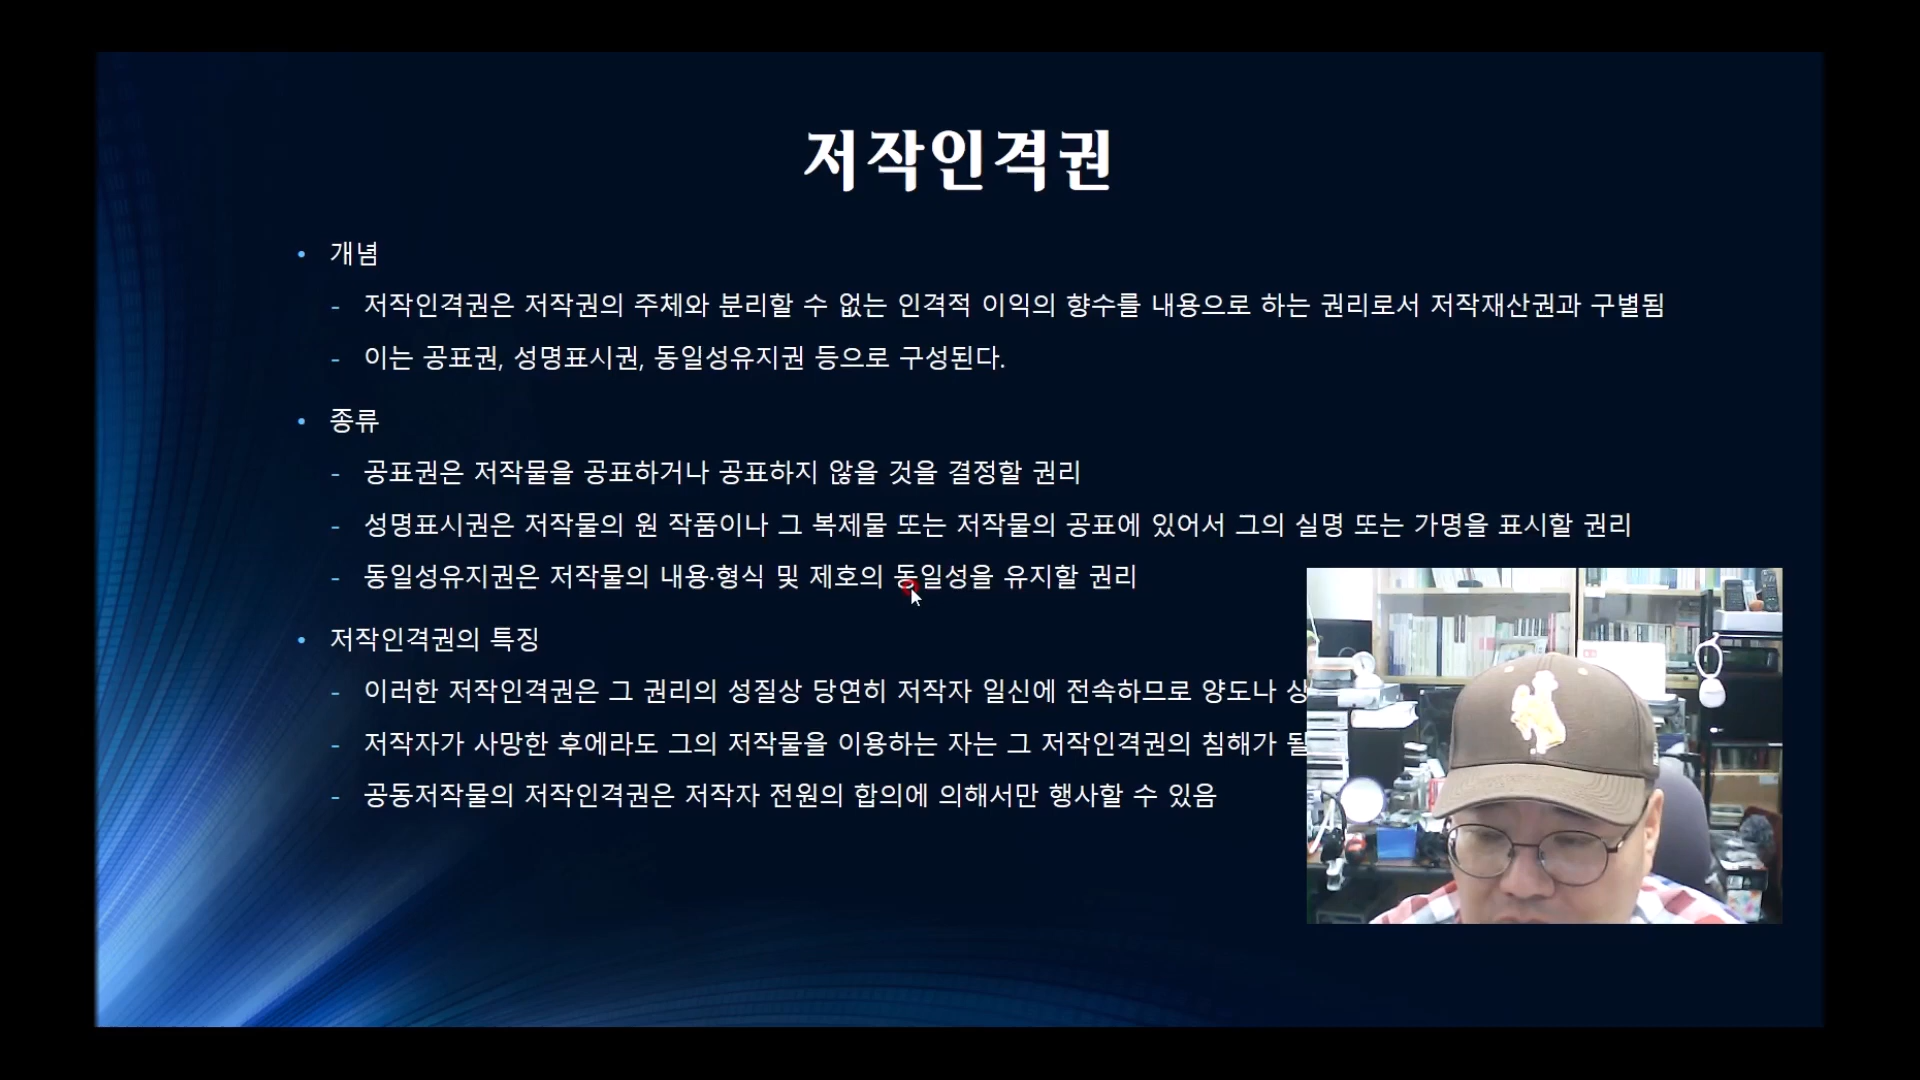 저작인격권
• 개념
- 저작인격권은 저작권의 주체와 분리할 수 없는 인격적 이익의 향수를 내용으로 하는 권리로서 저작재산권과 구별됨
- 이는 공표권, 성명표시권, 동일성유지권 등으로 구성된다.
• 종류
- 공표권은 저작물을 공표하거나 공표하지 않을 것을 결정할 권리
- 성명표시권은 저작물의 원 작품이나 그 복제물 또는 저작물의 공표에 있어서 그의 실명 또는 가명을 표시할 권리
- 동일성유지권은 저작물의 내용·형식 및 제호의 동일성을 유지할 권리
• 저작인격권의 특징
- 이러한 저작인격권은 그 권리의 성질상 당연히 저작자 일신에 전속하므로 양도나
- 저작자가 사망한 후에라도 그의 저작물을 이용하는 자는 그 저작인격권의 침해가 될
- 공동저작물의 저작인격권은 저작자 전원의 합의에 의해서만 행사할 수 있음